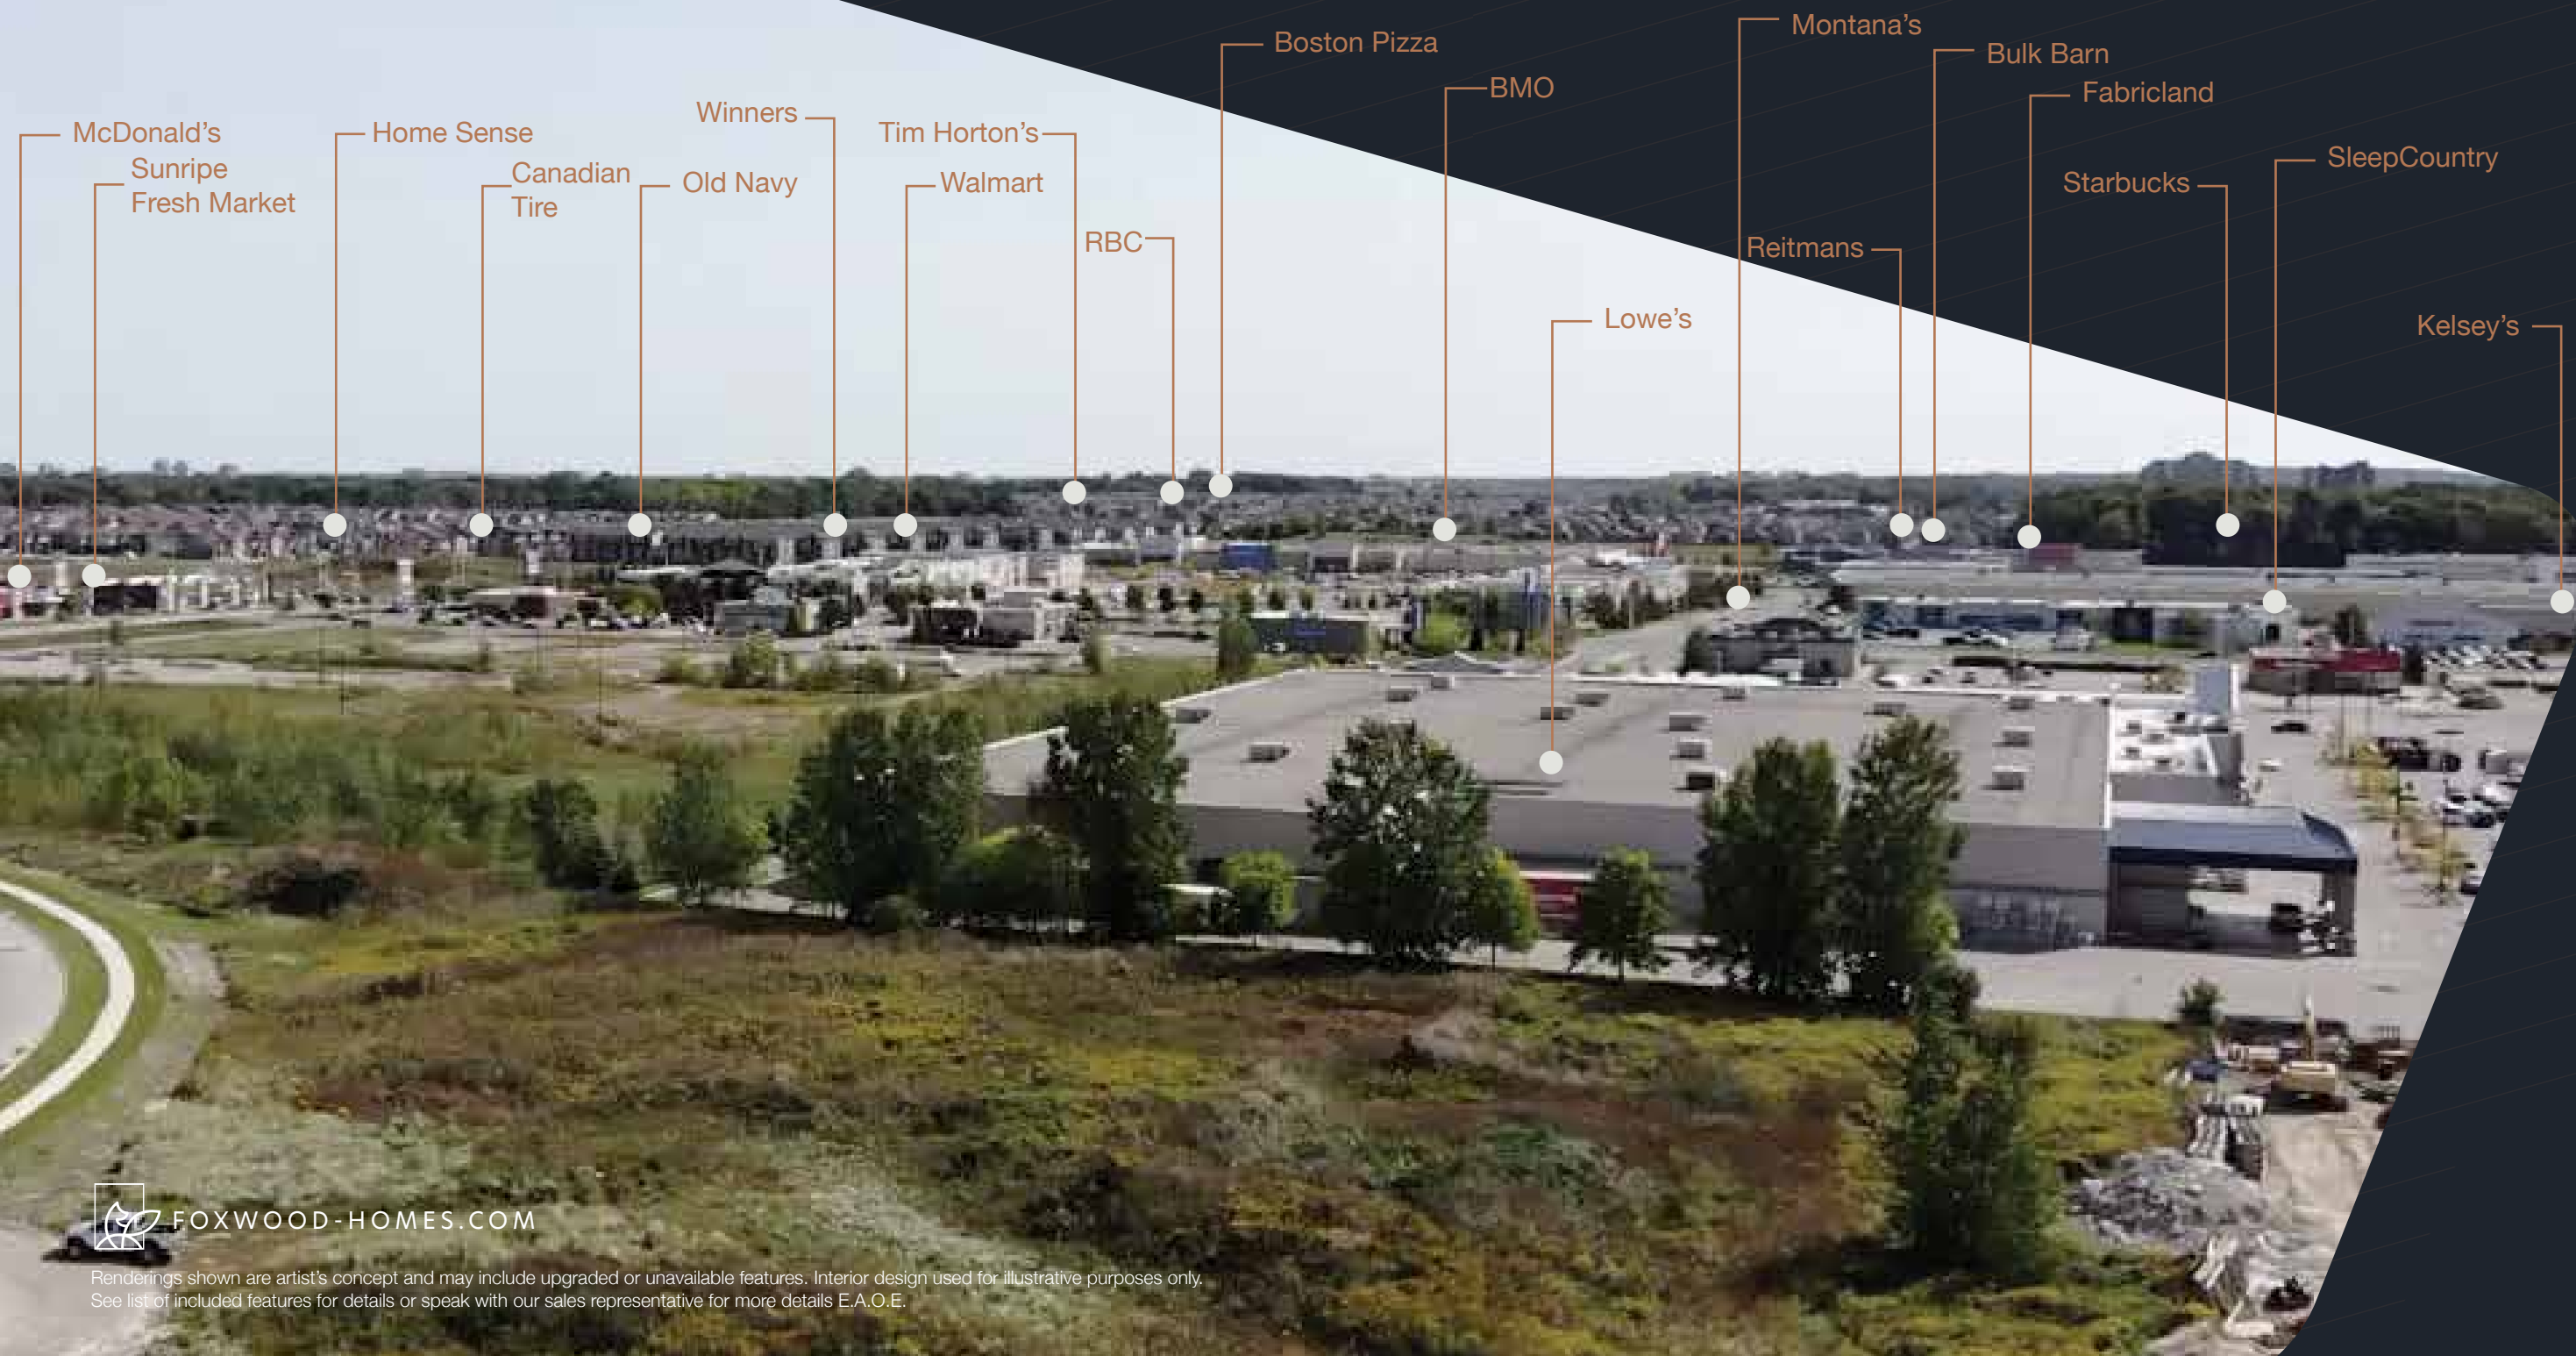 McDonald's
Sunripe
Fresh Market
Home Sense
Canadian
Tire
Old Navy
Winners
Tim Horton's
Walmart
RBC
Boston Pizza
BMO
Lowe's
Montana's
Reitmans
Bulk Barn
Fabricland
Starbucks
SleepCountry
Kelsey's
FOXWOOD-HOMES.COM
Renderings shown are artist's concept and may include upgraded or unavailable features. Interior design used for illustrative purposes only.
See list of included features for details or speak with our sales representative for more details E.A.O.E.